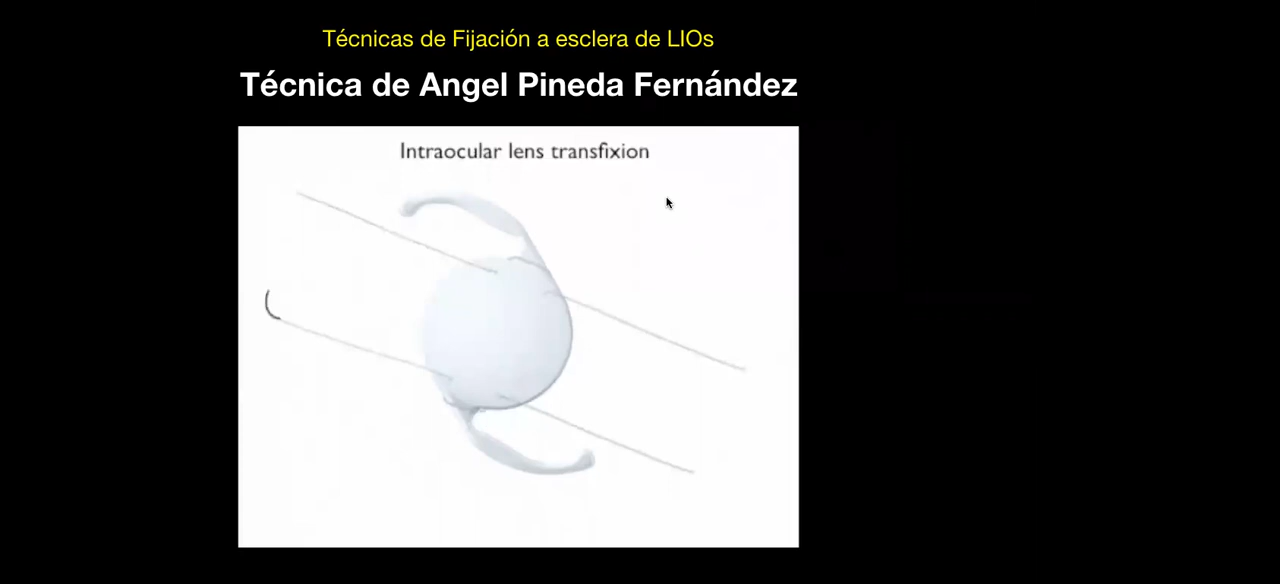 Técnicas de Fijación a esclera de LIOs
Técnica de Angel Pineda Fernández
Intraocular lens transfixion